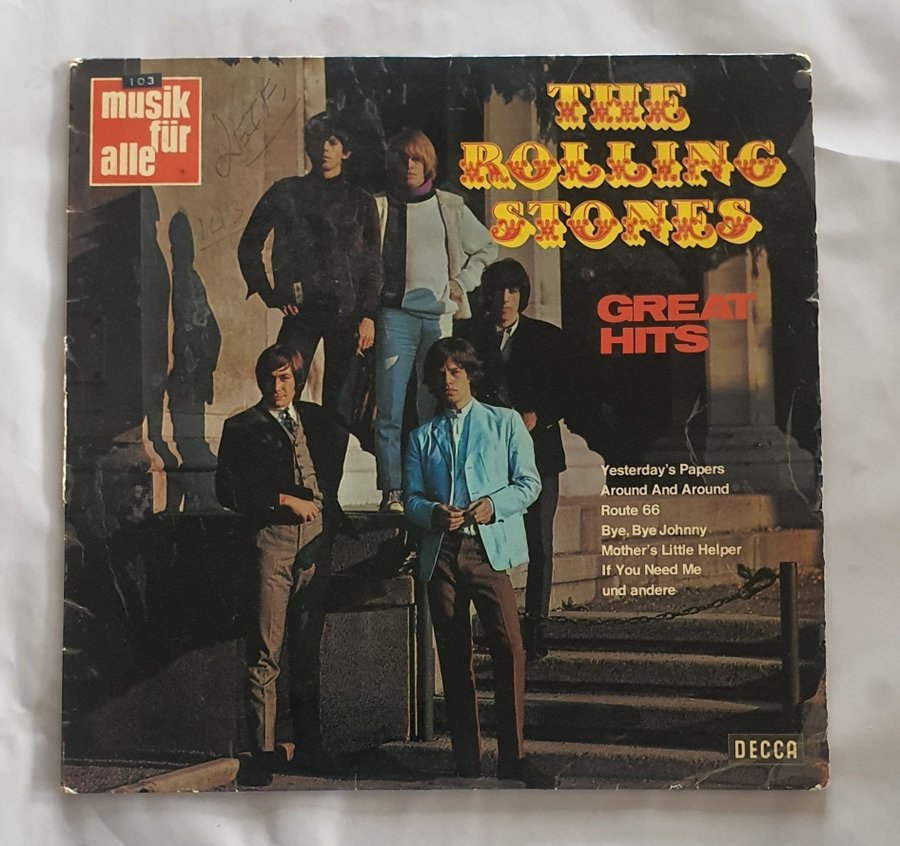 103
musik
für
alle
THE
ROLLING
STONES
GREAT
HITS
Yesterday's Papers
Around And Around
Route 66
Bye, Bye Johnny
Mother's Little Helper
If You Need Me
und andere
DECCA